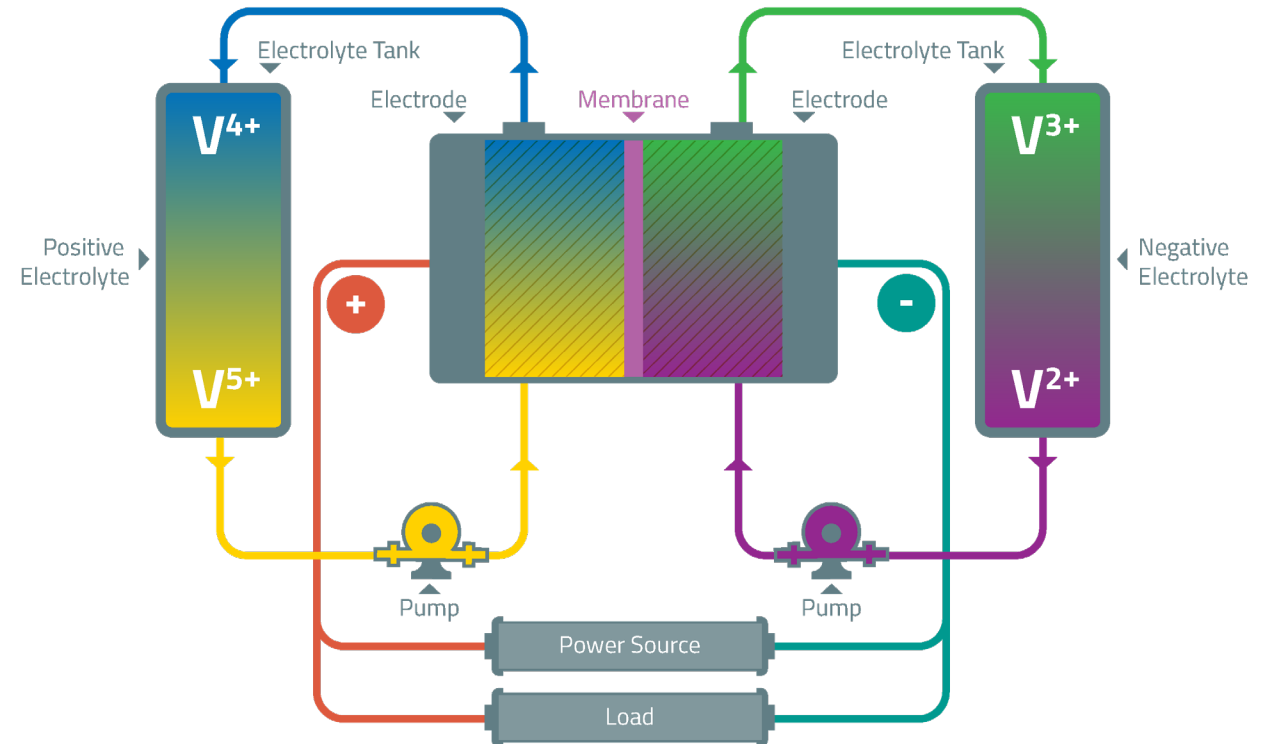 Electrolyte Tank
Electrolyte Tank
Electrode
Membrane
Electrode
V⁴⁺
V³⁺
Positive
Electrolyte
+
-
Negative
Electrolyte
V⁵⁺
V²⁺
Pump
Pump
Power Source
Load